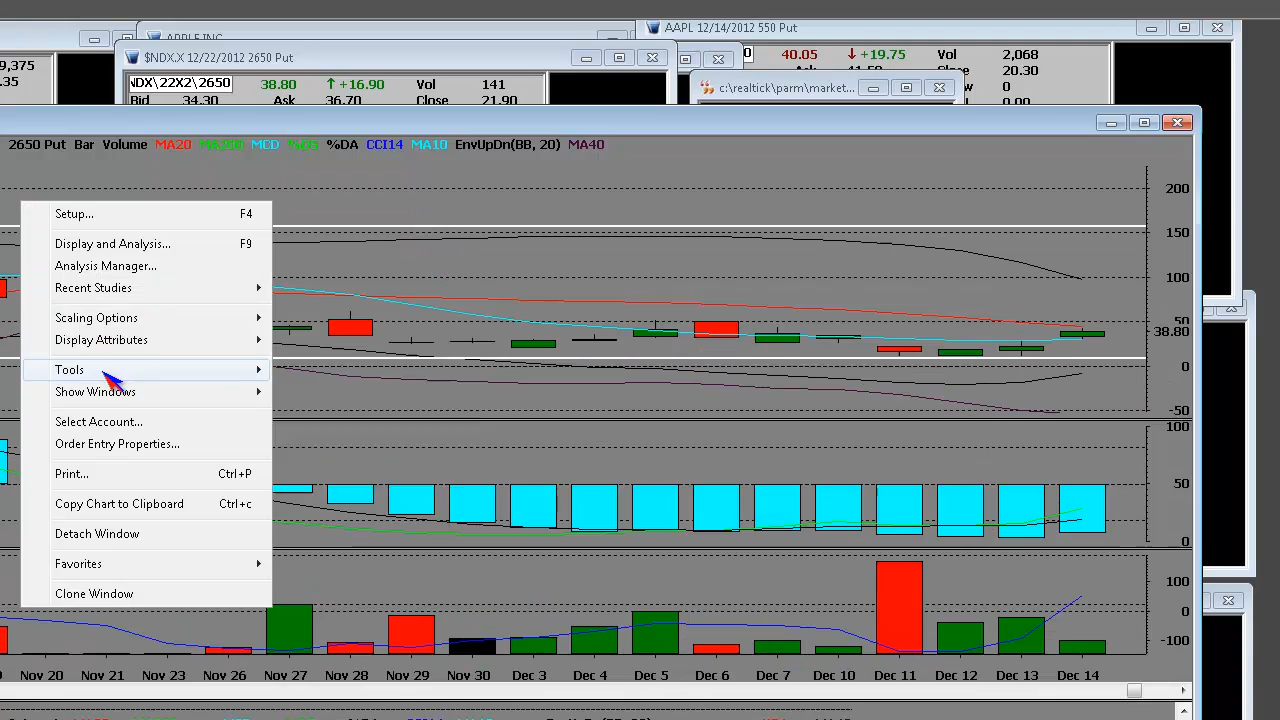 APPLE INC
AAPL 12/14/2012 550 Put
$NDX.X 12/22/2012 2650 Put
9,375
.35
NDX\22X2\2650 38.80 ↑ +16.90 Vol 141
Bid 34.30 Ask 36.70 Close 21.90
0 40.05 ↓ +19.75 Vol 2,068
20.30
0
0.00
c:\realtick\parm\market...
2650 Put Bar Volume MA20 MA200 MCD %DS %DA CCI14 MA10 EnvUpDn(BB, 20) MA40
Setup... F4
Display and Analysis... F9
Analysis Manager...
Recent Studies
Scaling Options
Display Attributes
Tools
Show Windows
Select Account...
Order Entry Properties...
Print... Ctrl+P
Copy Chart to Clipboard Ctrl+c
Detach Window
Favorites
Clone Window
200
150
100
50
38.80
0
-50
100
50
0
100
0
-100
Nov 20 Nov 21 Nov 23 Nov 26 Nov 27 Nov 28 Nov 29 Nov 30 Dec 3 Dec 4 Dec 5 Dec 6 Dec 7 Dec 10 Dec 11 Dec 12 Dec 13 Dec 14